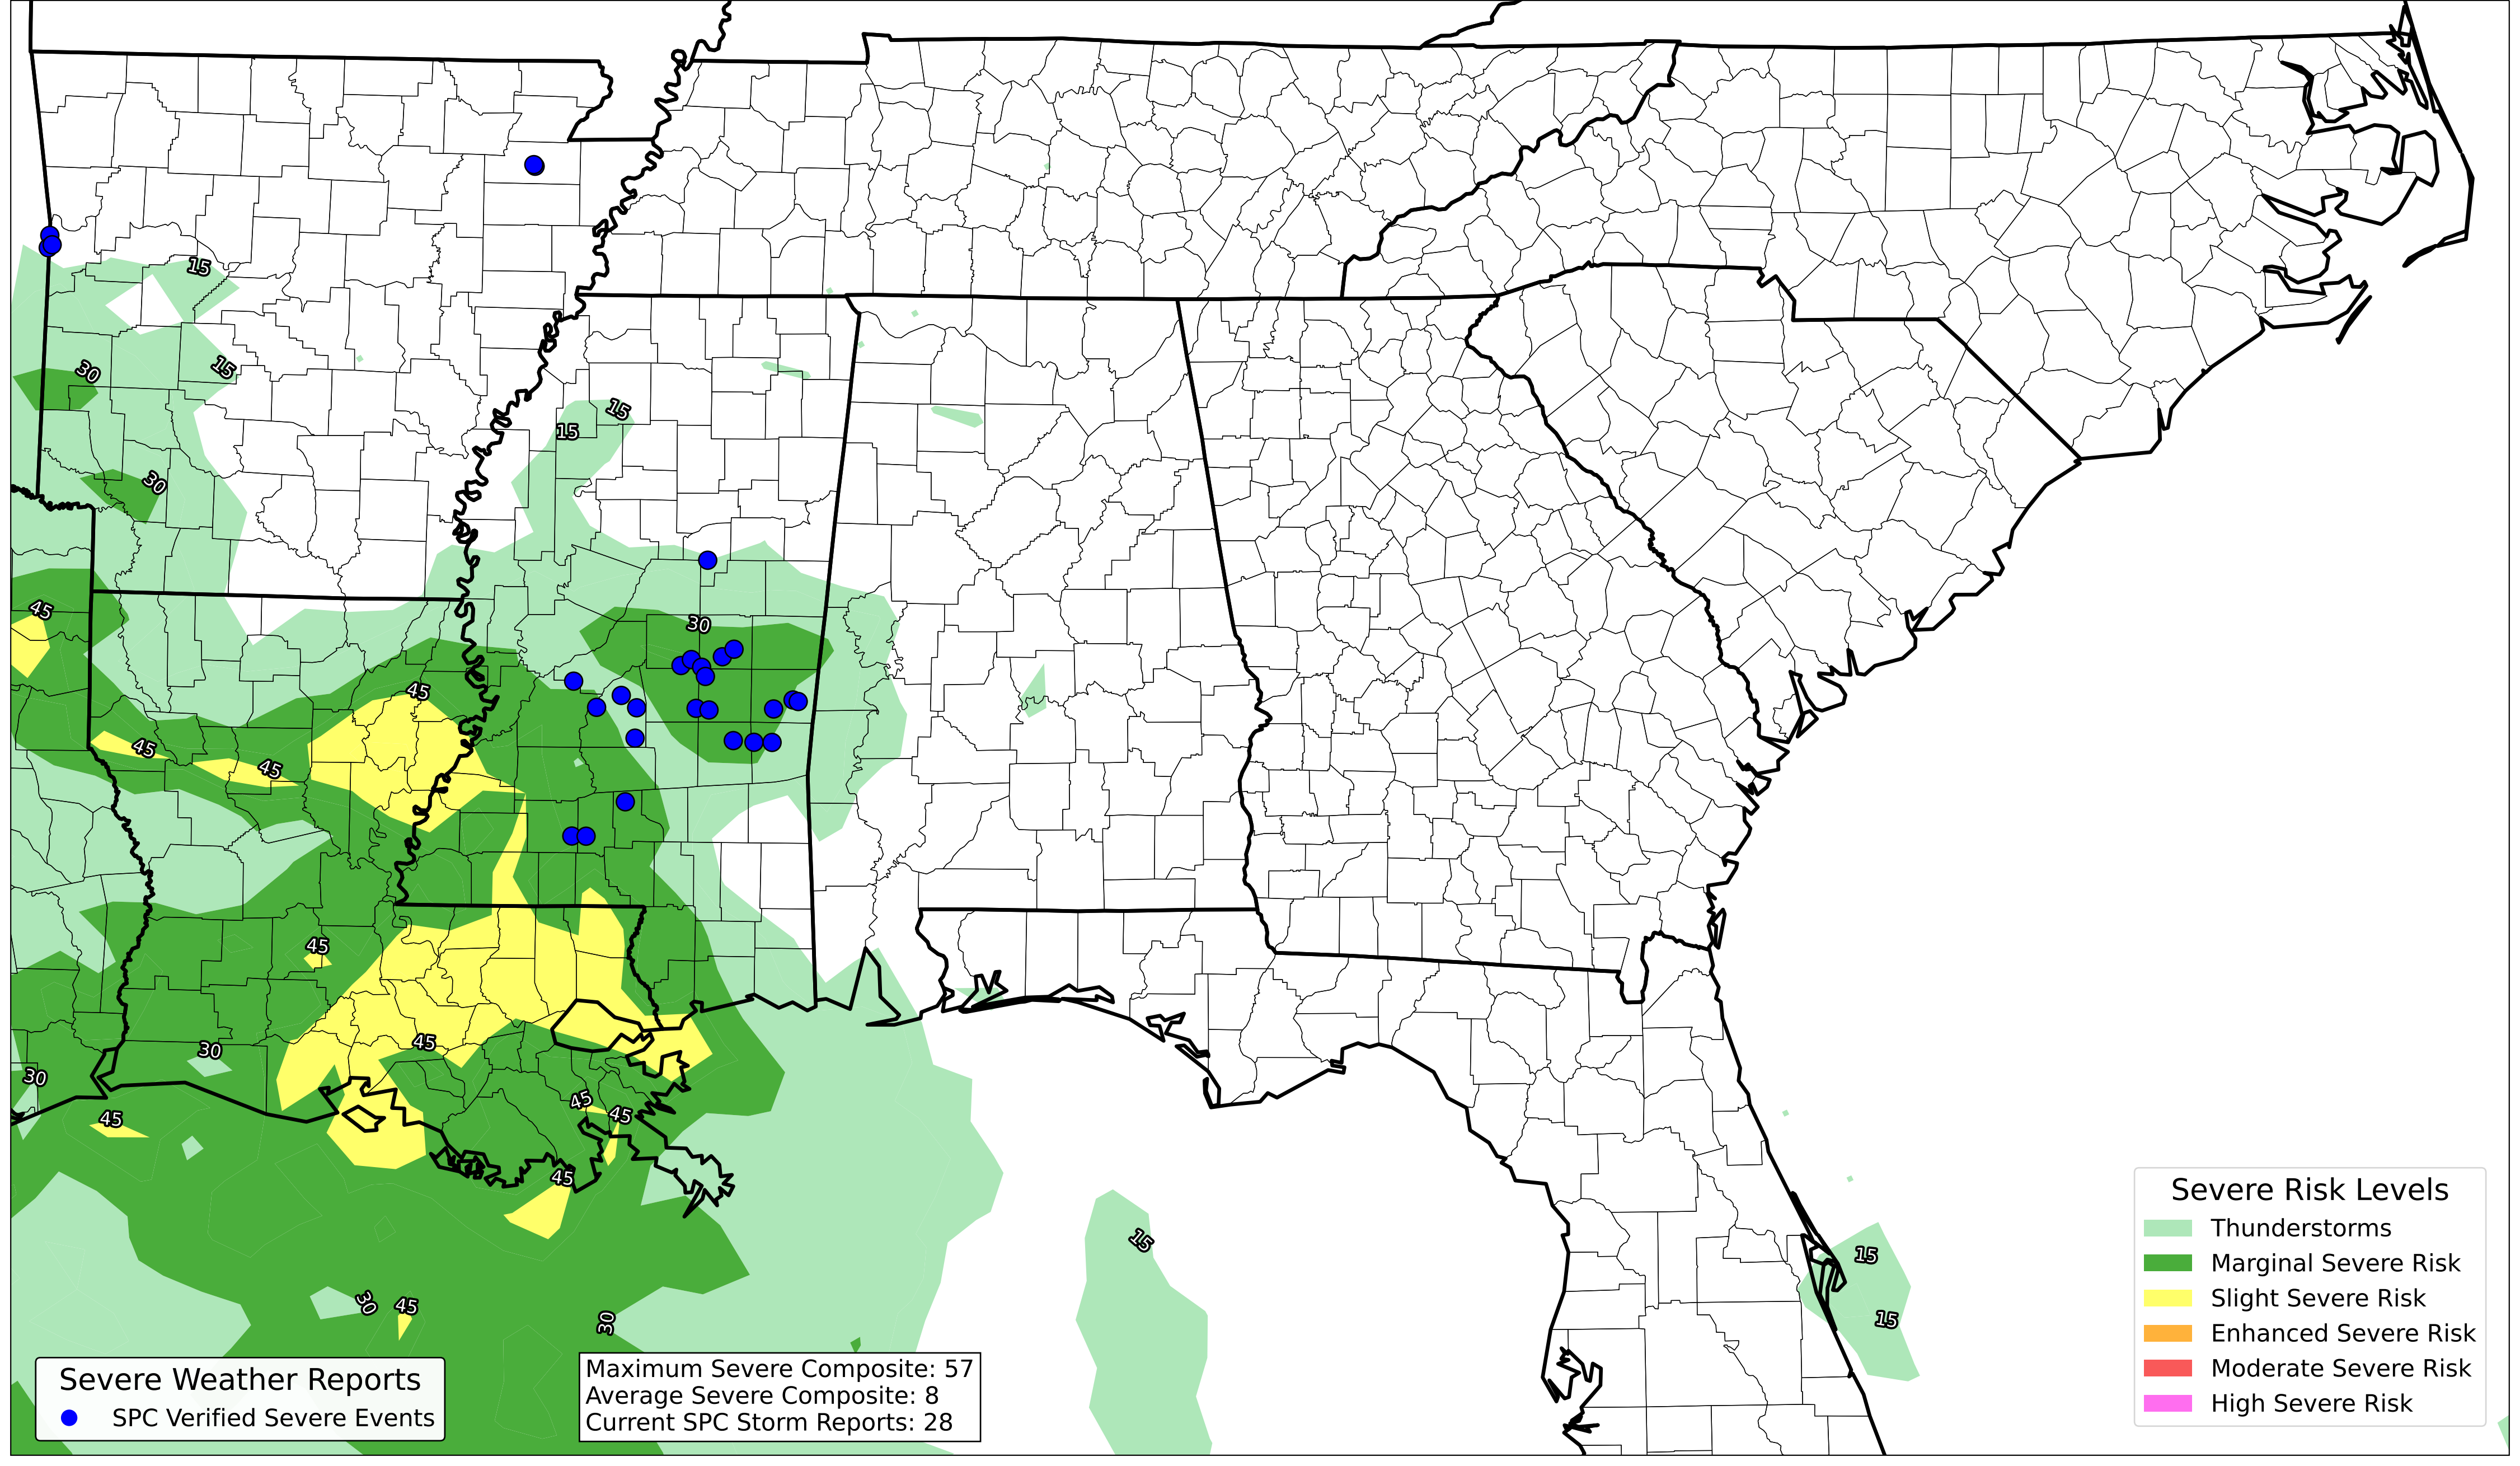 15
30
15
15
15
30
45
30
45
45
45
45
30
45
30
45
45
45
45
15
15
15
30
45
30
Severe Risk Levels
Thunderstorms
Marginal Severe Risk
Slight Severe Risk
Enhanced Severe Risk
Moderate Severe Risk
High Severe Risk
Severe Weather Reports
SPC Verified Severe Events
Maximum Severe Composite: 57
Average Severe Composite: 8
Current SPC Storm Reports: 28